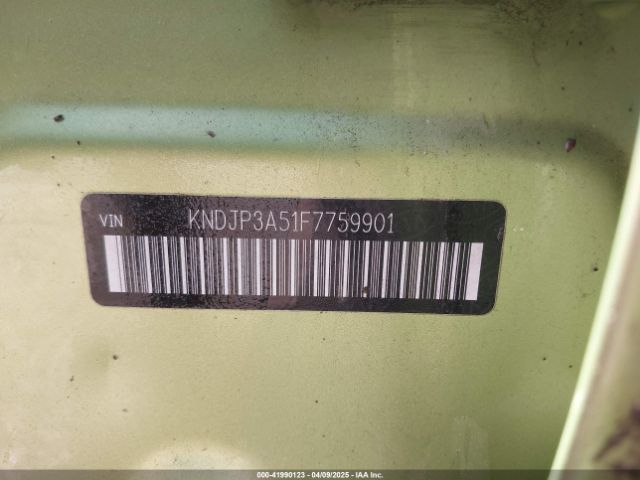 VIN KNDJP3A51F7759901
000-41990123 | 04/09/2025 | IAA Inc.